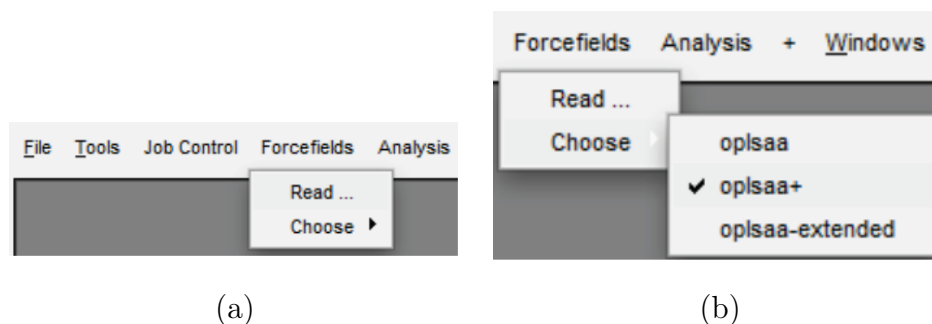 File Tools Job Control Forcefields Analysis
Read ...
Choose
(a)
Forcefields Analysis + Windows
Read ...
Choose
oplsaa
oplsaa+
oplsaa-extended
(b)